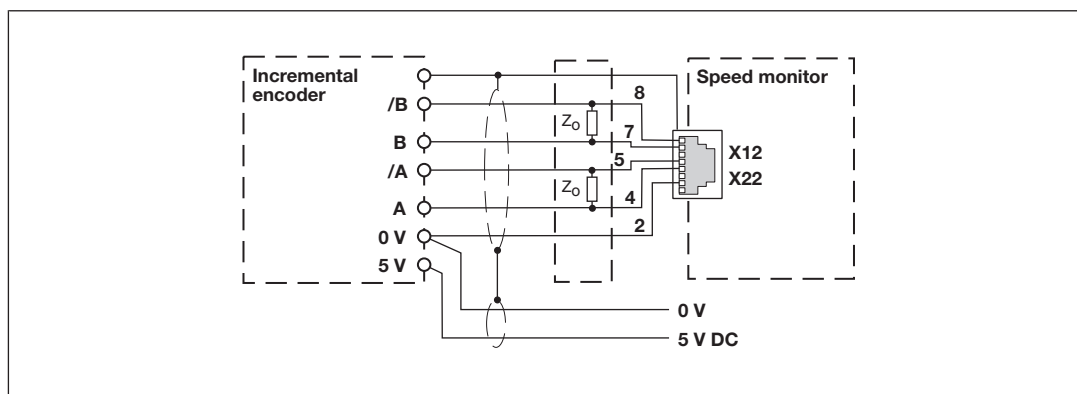 Incremental
encoder
Speed monitor
/B
8
Z₀
B
7
X12
/A
5
X22
Z₀
A
4
0 V
2
5 V
0 V
5 V DC